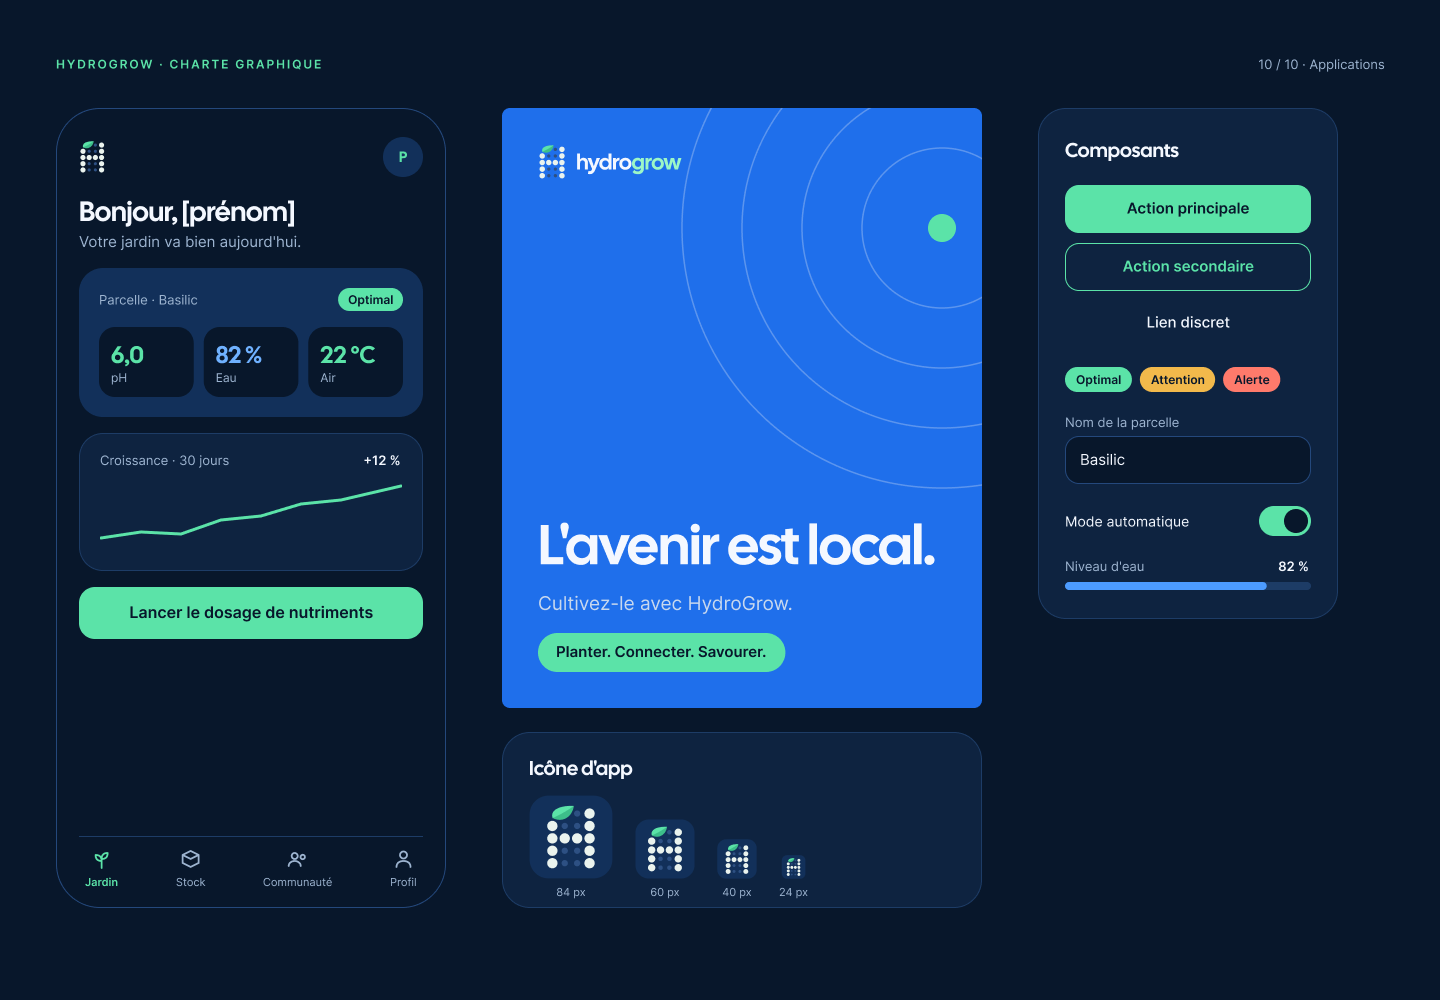 HYDROGROW · CHARTE GRAPHIQUE
10 / 10 · Applications
P
Bonjour, [prénom]
Votre jardin va bien aujourd'hui.
Parcelle · Basilic
Optimal
6,0
pH
82 %
Eau
22 °C
Air
Croissance · 30 jours
+12 %
Lancer le dosage de nutriments
Jardin
Stock
Communauté
Profil
hydrogrow
L'avenir est local.
Cultivez-le avec HydroGrow.
Planter. Connecter. Savourer.
Icône d'app
84 px
60 px
40 px
24 px
Composants
Action principale
Action secondaire
Lien discret
Optimal
Attention
Alerte
Nom de la parcelle
Basilic
Mode automatique
Niveau d'eau
82 %